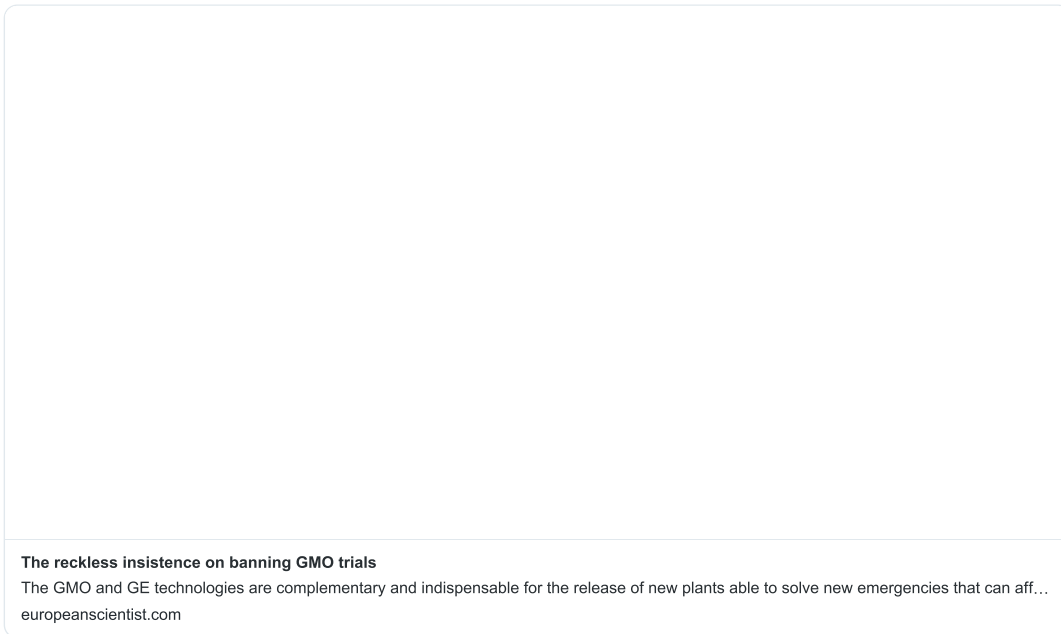 The reckless insistence on banning GMO trials
The GMO and GE technologies are complementary and indispensable for the release of new plants able to solve new emergencies that can aff…
europeanscientist.com